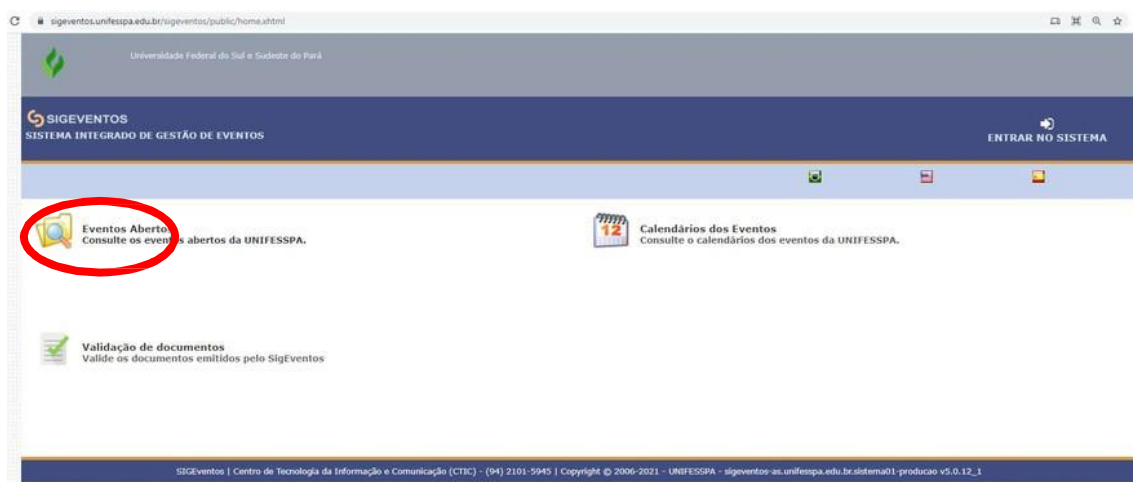 sigeventos.unifesspa.edu.br/sigeventos/public/home.xhtml
Universidade Federal do Sul e Sudeste do Pará
SIGEVENTOS
SISTEMA INTEGRADO DE GESTÃO DE EVENTOS
ENTRAR NO SISTEMA
Eventos Abertos
Consulte os eventos abertos da UNIFESSPA.
12
Calendários dos Eventos
Consulte o calendários dos eventos da UNIFESSPA.
Validação de documentos
Valide os documentos emitidos pelo SigEventos
SIGEventos | Centro de Tecnologia da Informação e Comunicação (CTIC) - (94) 2101-5945 | Copyright © 2006-2021 - UNIFESSPA - sigeventos-as.unifesspa.edu.br.sistema01-producao v5.0.12_1